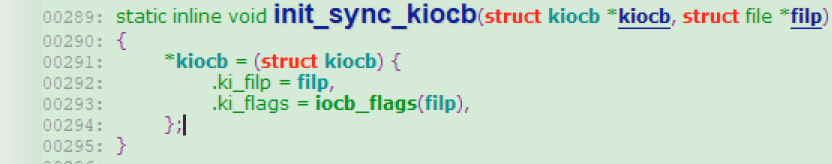 00289: static inline void init_sync_kiocb(struct kiocb *kiocb, struct file *filp)
00290: {
00291: *kiocb = (struct kiocb) {
00292: .ki_filp = filp,
00293: .ki_flags = iocb_flags(filp),
00294: };
00295: }